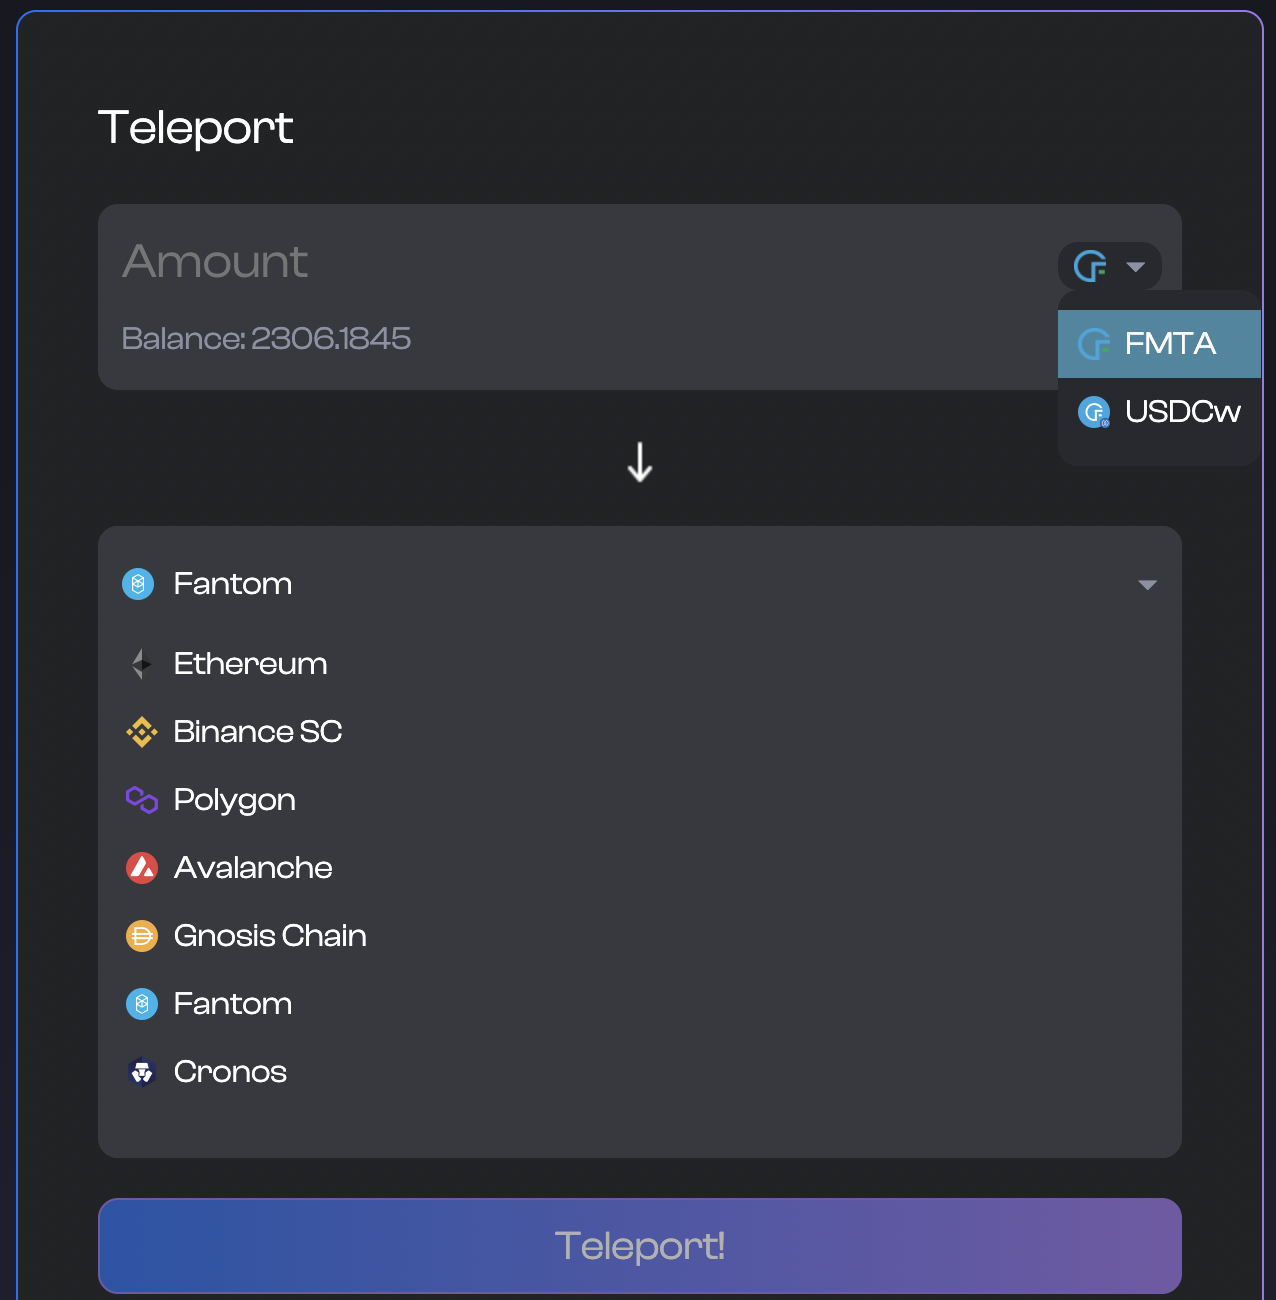 Teleport
Amount
Balance: 2306.1845
FMTA
USDCw
Fantom
Ethereum
Binance SC
Polygon
Avalanche
Gnosis Chain
Fantom
Cronos
Teleport!